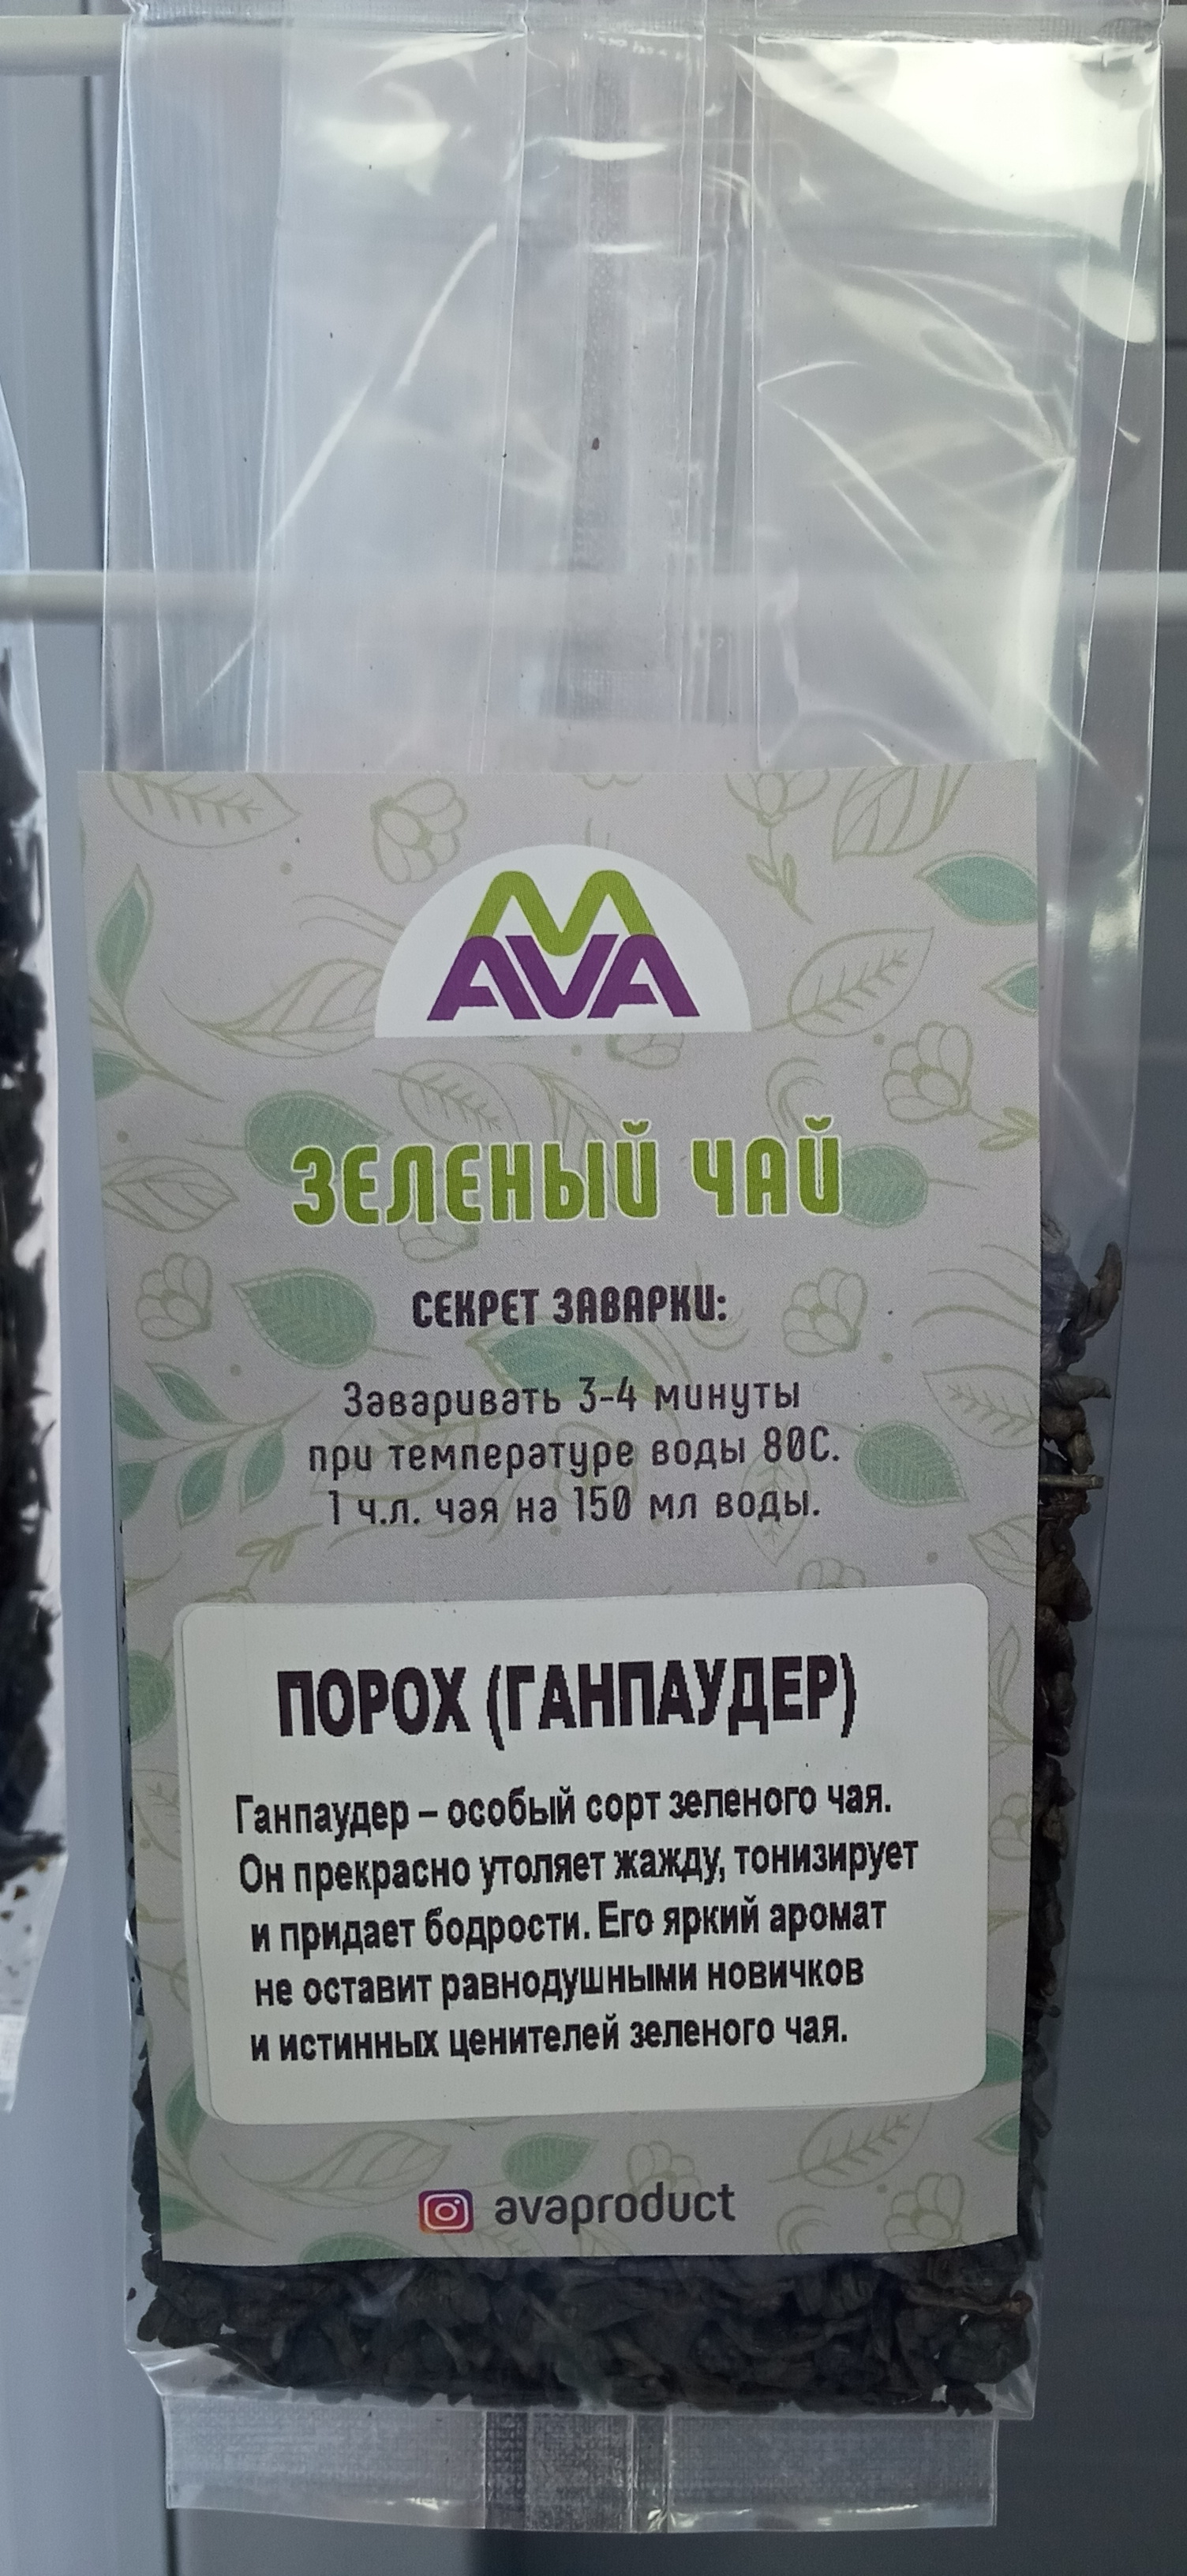 AVA
ЗЕЛЕНЫЙ ЧАЙ
СЕКРЕТ ЗАВАРКИ:
Заваривать 3-4 минуты
при температуре воды 80С.
1 ч.л. чая на 150 мл воды.
ПОРОХ (ГАНПАУДЕР)
Ганпаудер – особый сорт зеленого чая.
Он прекрасно утоляет жажду, тонизирует
и придает бодрости. Его яркий аромат
не оставит равнодушными новичков
и истинных ценителей зеленого чая.
avaproduct